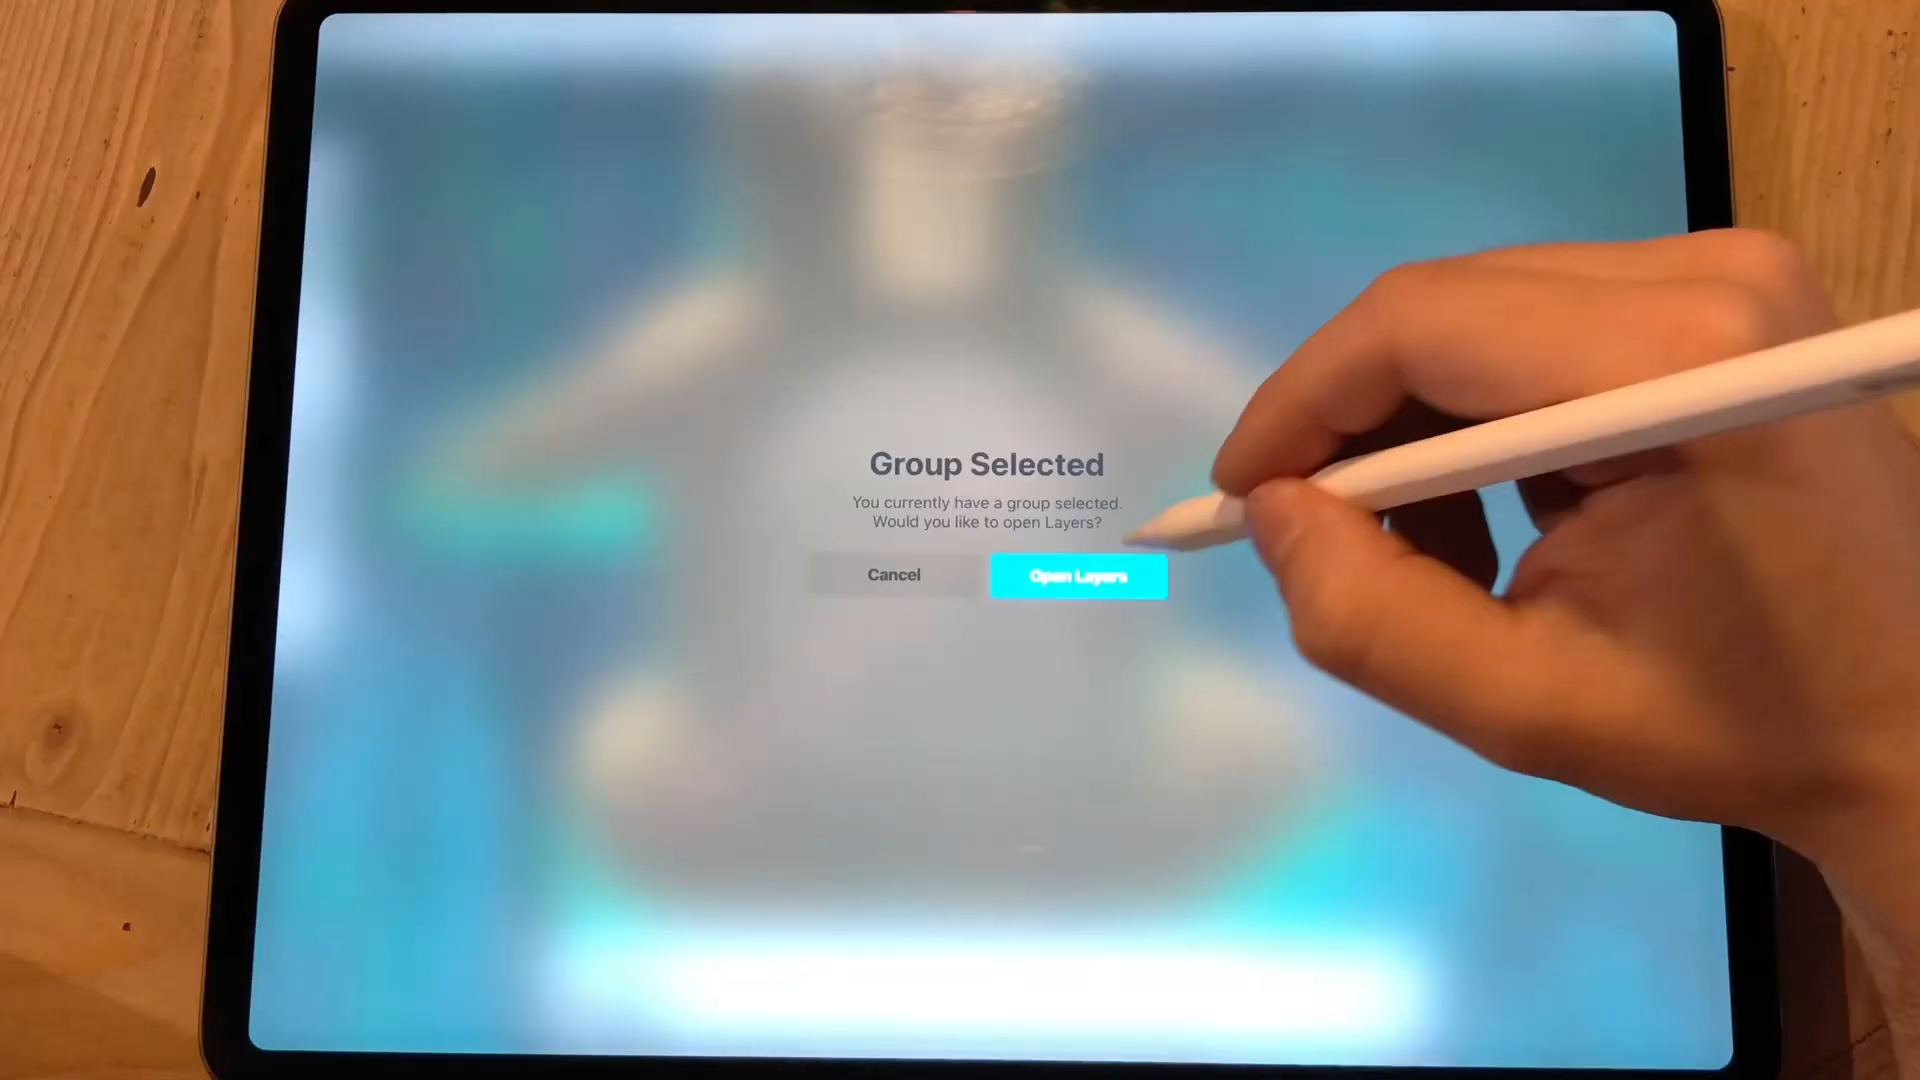 Group Selected
You currently have a group selected.
Would you like to open Layers?
Cancel
Open Layers